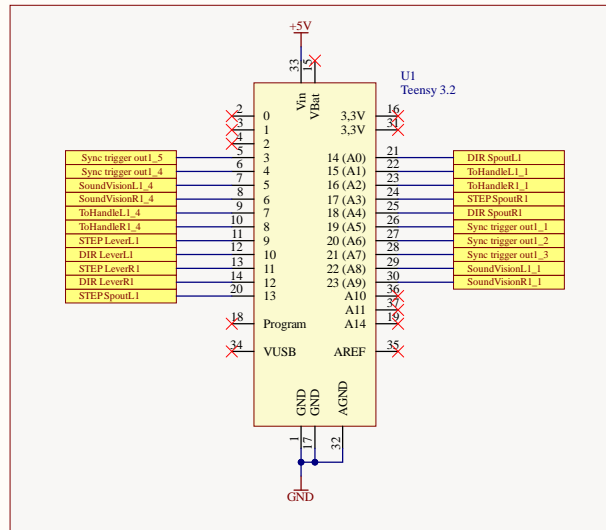 +5V
33
15
U1
Teensy 3.2
Vin
VBat
2 0 3,3V 16
3 1 3,3V 31
4 2
Sync trigger out1_5 5 3 14 (A0) 21 DIR SpoutL1
Sync trigger out1_4 6 4 15 (A1) 22 ToHandleL1_1
SoundVisionL1_4 7 5 16 (A2) 23 ToHandleR1_1
SoundVisionR1_4 8 6 17 (A3) 24 STEP SpoutR1
ToHandleL1_4 9 7 18 (A4) 25 DIR SpoutR1
ToHandleR1_4 10 8 19 (A5) 26 Sync trigger out1_1
STEP LeverL1 11 9 20 (A6) 27 Sync trigger out1_2
DIR LeverL1 12 10 21 (A7) 28 Sync trigger out1_3
STEP LeverR1 13 11 22 (A8) 29 SoundVisionL1_1
DIR LeverR1 14 12 23 (A9) 30 SoundVisionR1_1
STEP SpoutL1 20 13 A10 36
A11 37
18 Program A14 19
34 VUSB AREF 35
GND
GND
AGND
1
17
32
GND